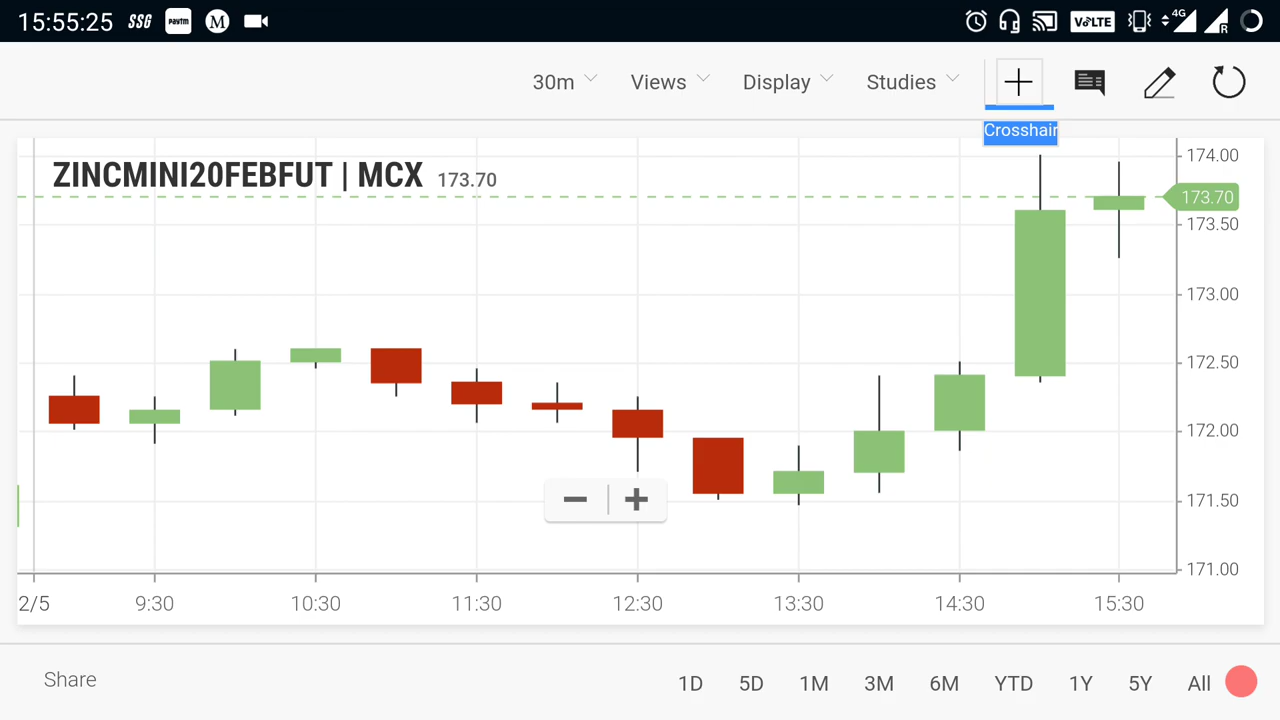 15:55:25 SSG Paytm M VoLTE 4G R
30m Views Display Studies
Crosshair
ZINCMINI20FEBFUT | MCX 173.70
174.00
173.70
173.50
173.00
172.50
172.00
171.50
171.00
2/5 9:30 10:30 11:30 12:30 13:30 14:30 15:30
Share 1D 5D 1M 3M 6M YTD 1Y 5Y All